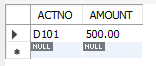 ACTNO AMOUNT
D101 500.00
NULL NULL